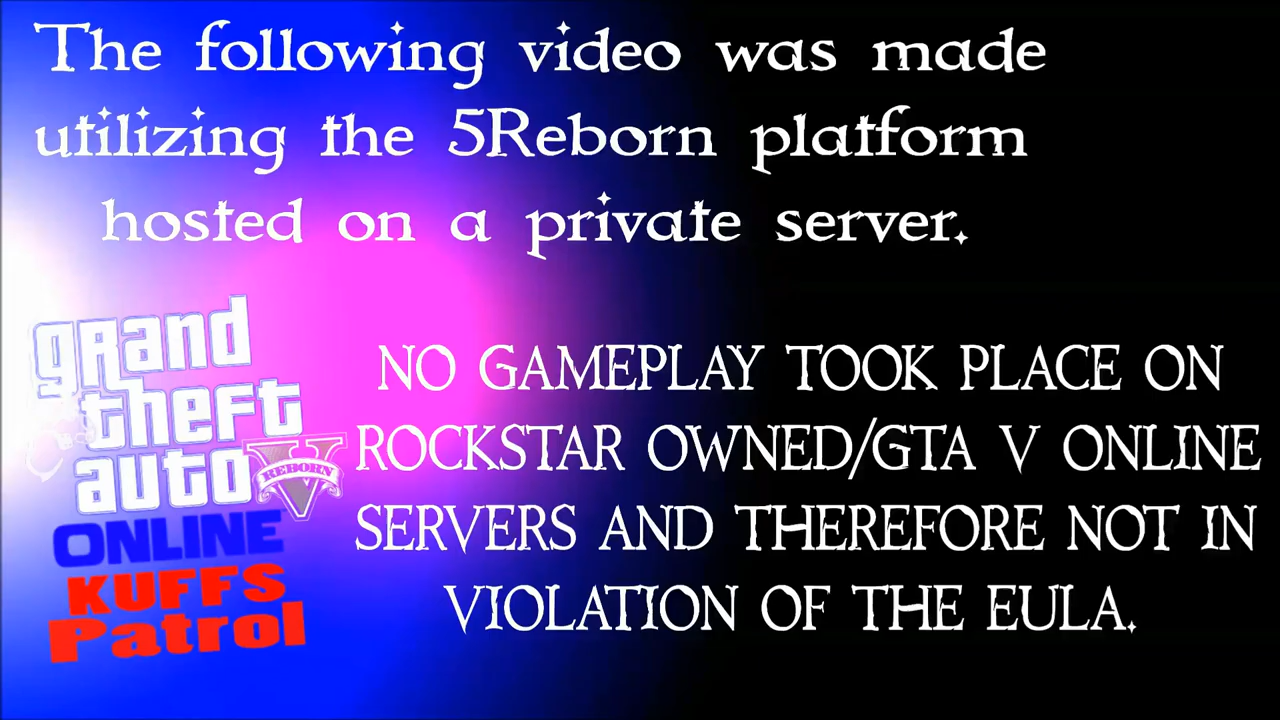 The following video was made
utilizing the 5Reborn platform
hosted on a private server.
NO GAMEPLAY TOOK PLACE ON
ROCKSTAR OWNED/GTA V ONLINE
SERVERS AND THEREFORE NOT IN
VIOLATION OF THE EULA.
grand
theft
auto V
REBORN
ONLINE
KUFFS
Patrol